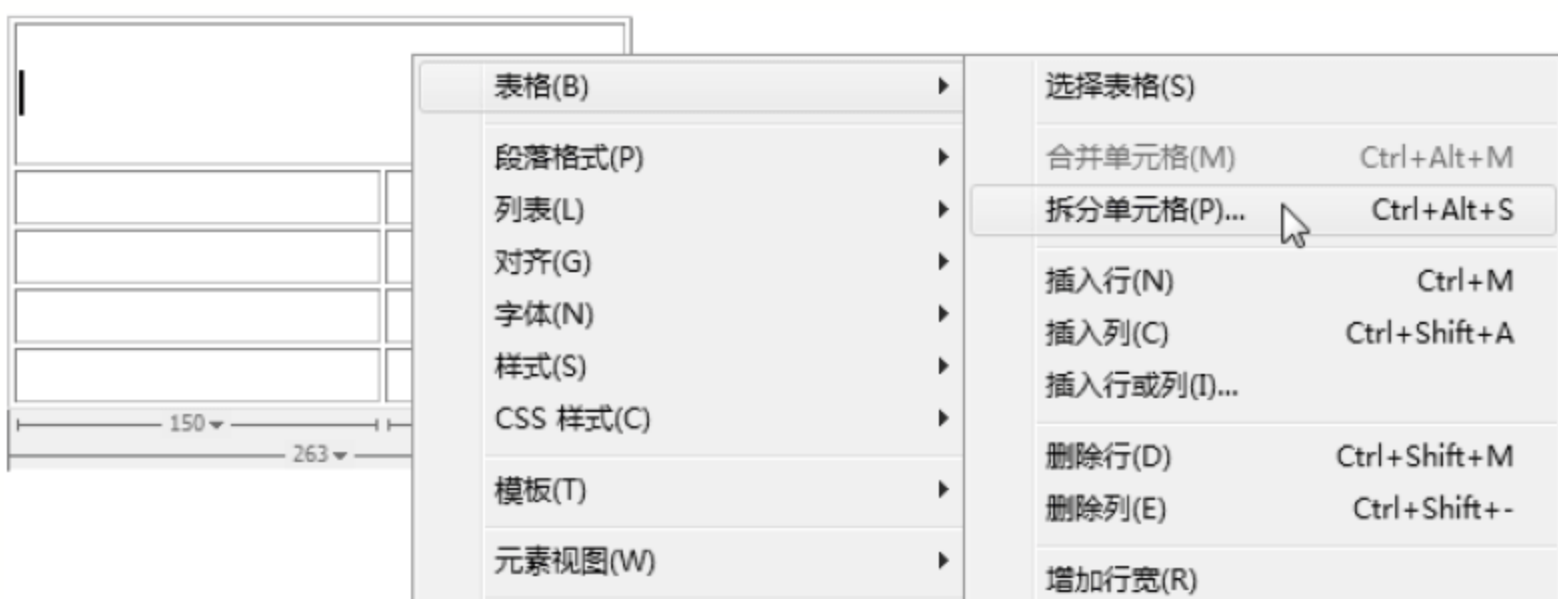 表格(B)
段落格式(P)
列表(L)
对齐(G)
字体(N)
样式(S)
CSS 样式(C)
模板(T)
元素视图(W)
选择表格(S)
合并单元格(M) Ctrl+Alt+M
拆分单元格(P)... Ctrl+Alt+S
插入行(N) Ctrl+M
插入列(C) Ctrl+Shift+A
插入行或列(I)...
删除行(D) Ctrl+Shift+M
删除列(E) Ctrl+Shift+-
增加行宽(R)
150
263